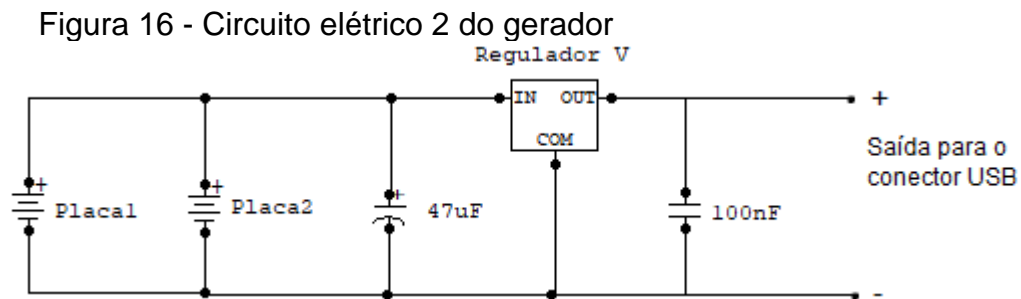 Figura 16 - Circuito elétrico 2 do gerador
Regulador V
IN OUT
COM
+
Saída para o
conector USB
+
Placa1
+
Placa2
+
47uF
100nF
-